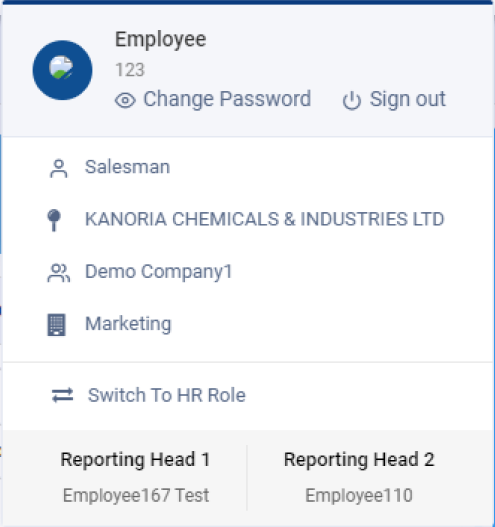 Employee
123
Change Password Sign out
Salesman
KANORIA CHEMICALS & INDUSTRIES LTD
Demo Company1
Marketing
Switch To HR Role
Reporting Head 1 Reporting Head 2
Employee167 Test Employee110